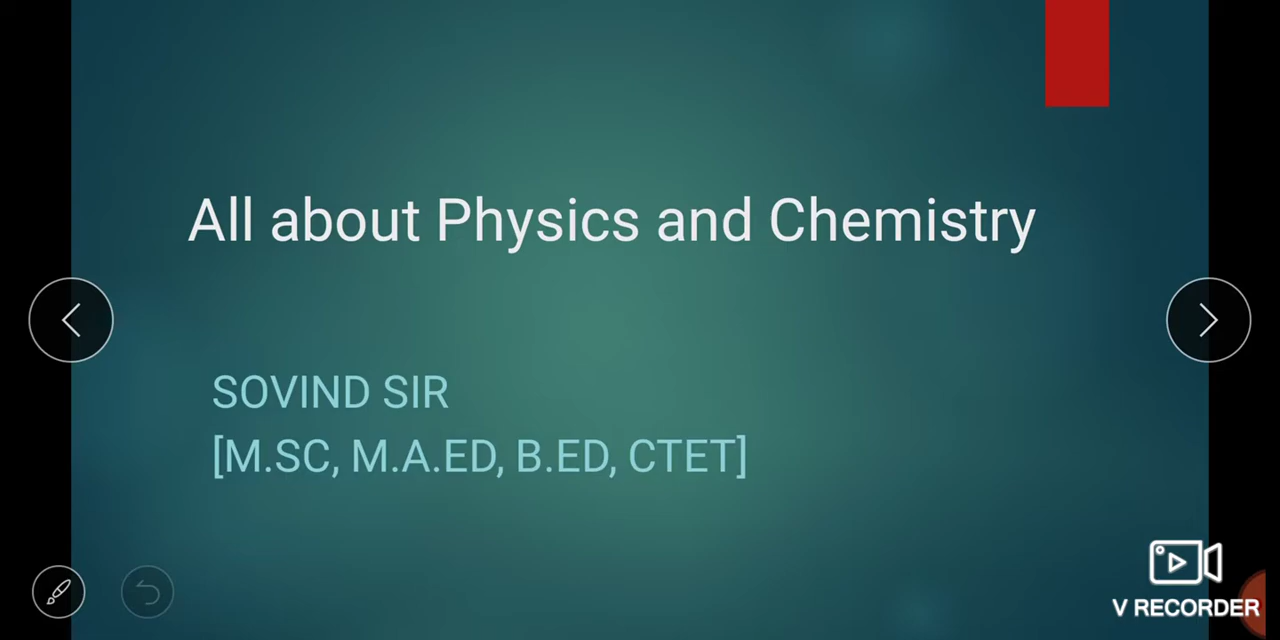 All about Physics and Chemistry
SOVIND SIR
[M.SC, M.A.ED, B.ED, CTET]
V RECORDER